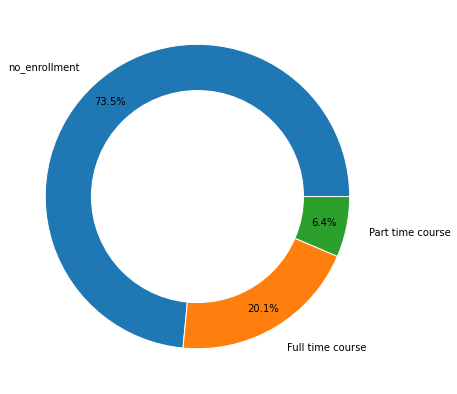 no_enrollment
73.5%
6.4%
Part time course
20.1%
Full time course